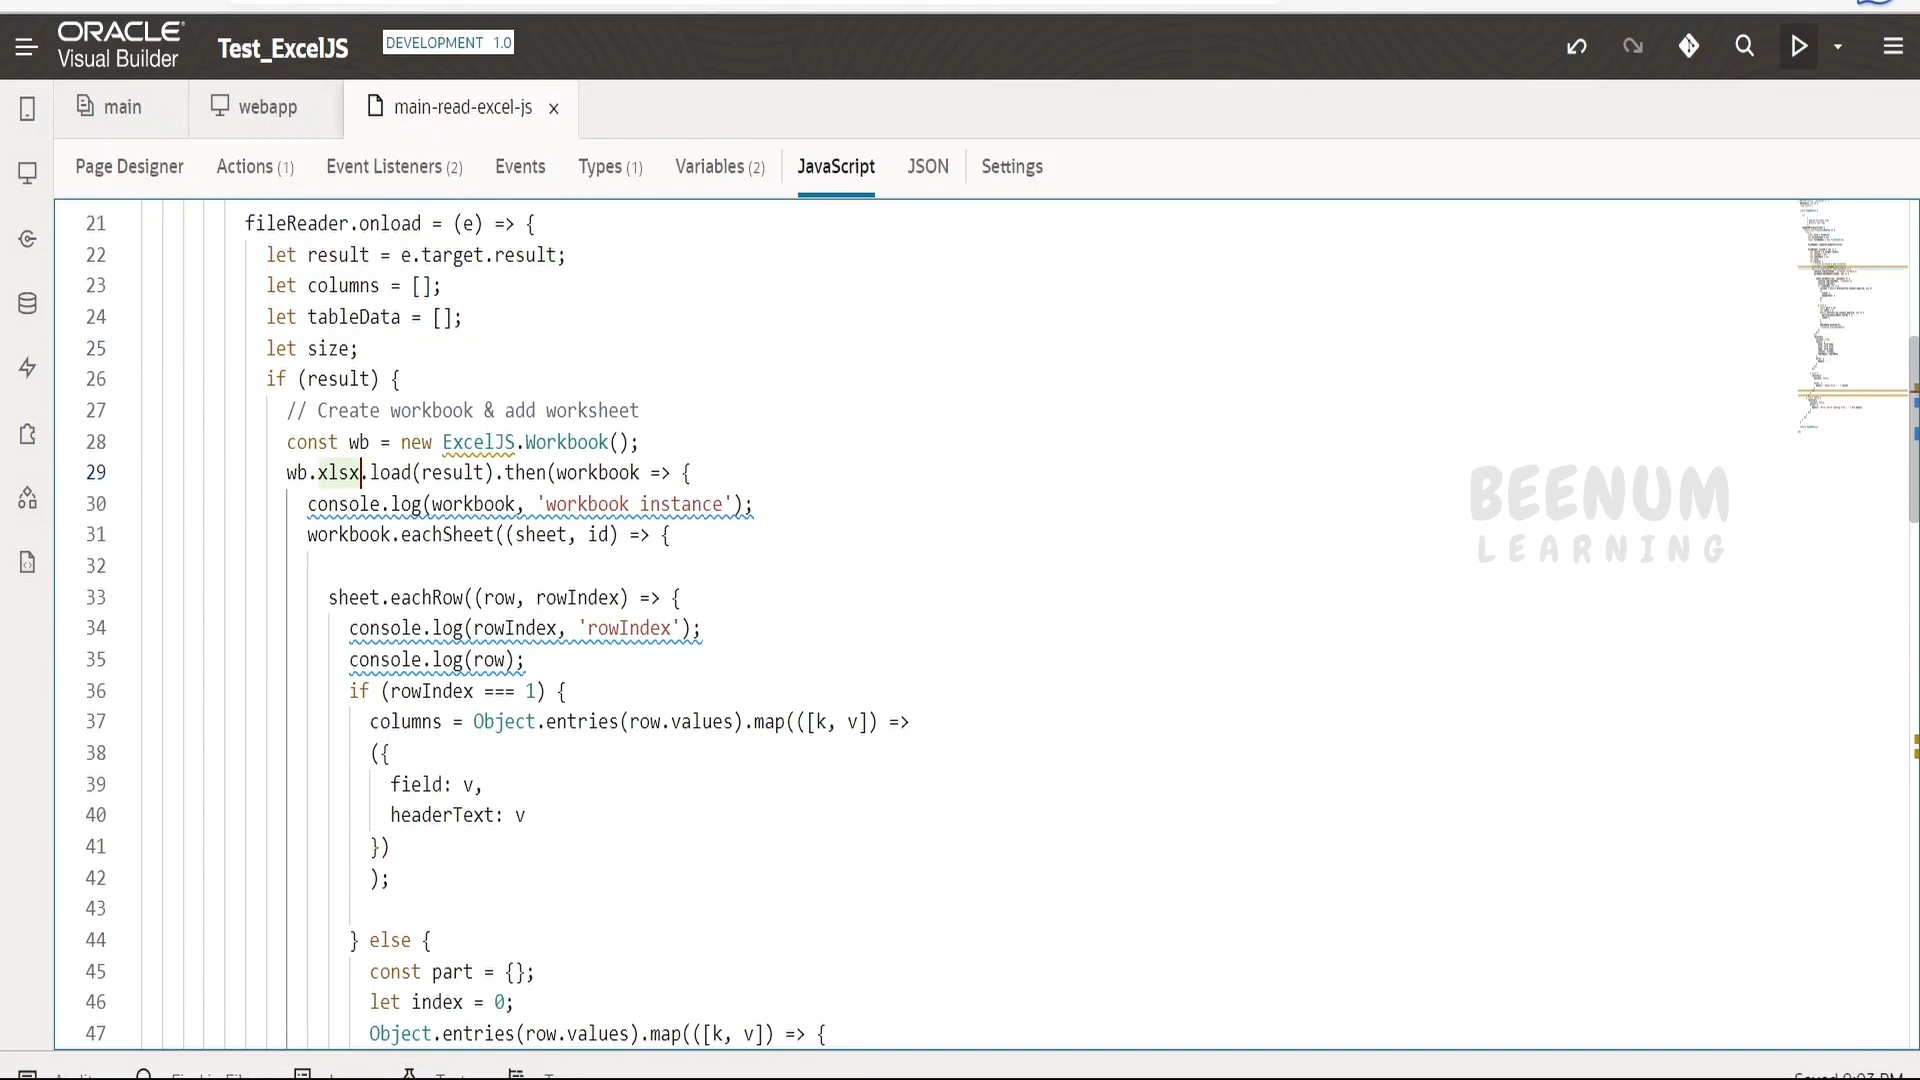 ORACLE
Visual Builder
Test_ExcelJS
DEVELOPMENT 1.0
main
webapp
main-read-excel-js ×
Page Designer
Actions (1)
Event Listeners (2)
Events
Types (1)
Variables (2)
JavaScript
JSON
Settings
21 fileReader.onload = (e) => {
22 let result = e.target.result;
23 let columns = [];
24 let tableData = [];
25 let size;
26 if (result) {
27 // Create workbook & add worksheet
28 const wb = new ExcelJS.Workbook();
29 wb.xlsx.load(result).then(workbook => {
30 console.log(workbook, 'workbook instance');
31 workbook.eachSheet((sheet, id) => {
32
33 sheet.eachRow((row, rowIndex) => {
34 console.log(rowIndex, 'rowIndex');
35 console.log(row);
36 if (rowIndex === 1) {
37 columns = Object.entries(row.values).map(([k, v]) =>
38 ({
39 field: v,
40 headerText: v
41 })
42 );
43
44 } else {
45 const part = {};
46 let index = 0;
47 Object.entries(row.values).map(([k, v]) => {
BEENUM
LEARNING